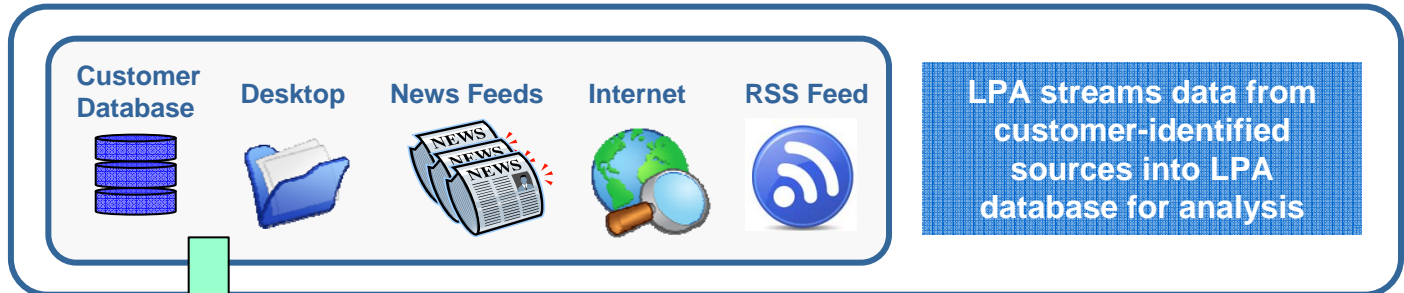 Customer
Database
Desktop
News Feeds
Internet
RSS Feed
NEWS
NEWS
NEWS
LPA streams data from
customer-identified
sources into LPA
database for analysis